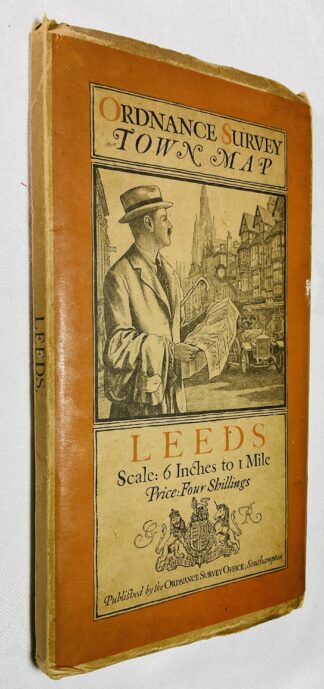 ORDNANCE SURVEY
TOWN MAP
LEEDS
Scale: 6 Inches to 1 Mile
Price: Four Shillings
G R
Published by the ORDNANCE SURVEY OFFICE, Southampton
LEEDS.